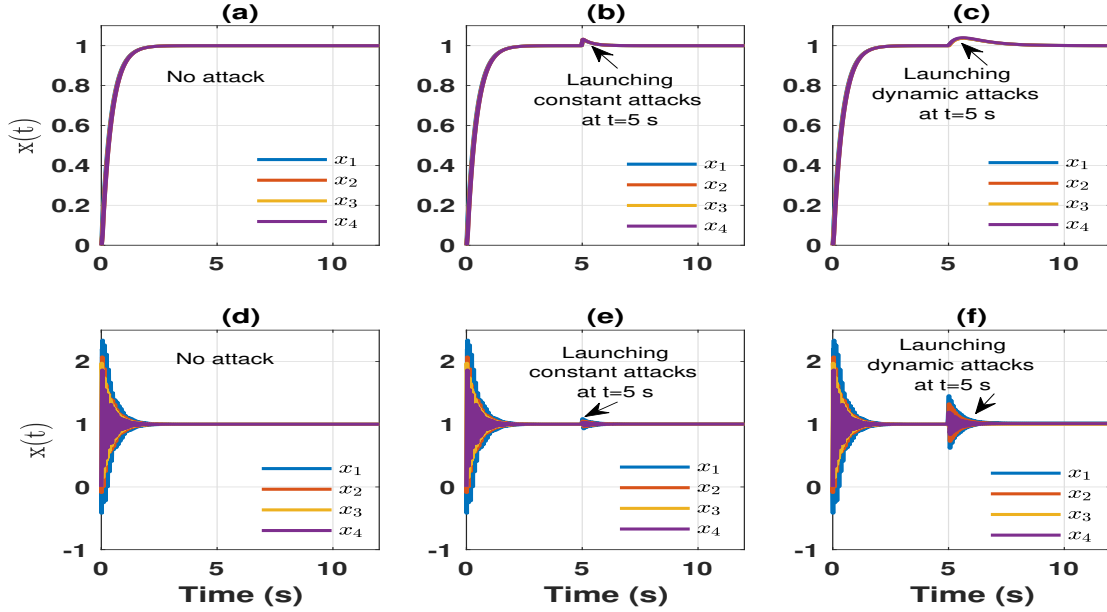 (a)
x(t)
1
0.8
0.6
0.4
0.2
0
No attack
x1
x2
x3
x4
0 5 10
(b)
1
0.8
0.6
0.4
0.2
0
Launching
constant attacks
at t=5 s
x1
x2
x3
x4
0 5 10
(c)
1
0.8
0.6
0.4
0.2
0
Launching
dynamic attacks
at t=5 s
x1
x2
x3
x4
0 5 10
(d)
x(t)
2
1
0
-1
No attack
x1
x2
x3
x4
0 5 10
Time (s)
(e)
2
1
0
-1
Launching
constant attacks
at t=5 s
x1
x2
x3
x4
0 5 10
Time (s)
(f)
2
1
0
-1
Launching
dynamic attacks
at t=5 s
x1
x2
x3
x4
0 5 10
Time (s)